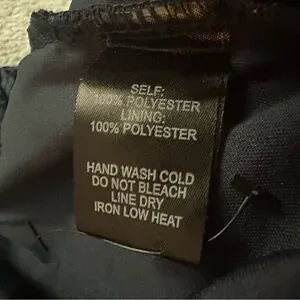 SELF:
100% POLYESTER
LINING:
100% POLYESTER
HAND WASH COLD
DO NOT BLEACH
LINE DRY
IRON LOW HEAT